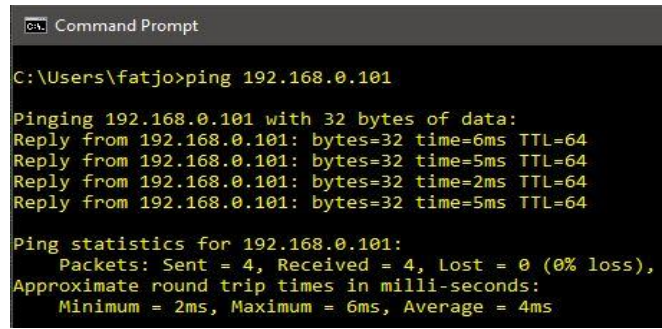 Command Prompt
C:\Users\fatjo>ping 192.168.0.101
Pinging 192.168.0.101 with 32 bytes of data:
Reply from 192.168.0.101: bytes=32 time=6ms TTL=64
Reply from 192.168.0.101: bytes=32 time=5ms TTL=64
Reply from 192.168.0.101: bytes=32 time=2ms TTL=64
Reply from 192.168.0.101: bytes=32 time=5ms TTL=64
Ping statistics for 192.168.0.101:
    Packets: Sent = 4, Received = 4, Lost = 0 (0% loss),
Approximate round trip times in milli-seconds:
    Minimum = 2ms, Maximum = 6ms, Average = 4ms